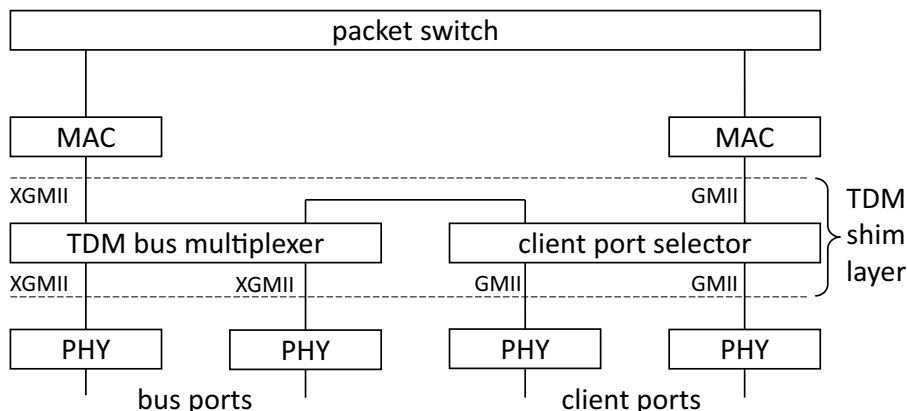 packet switch
MAC MAC
XGMII GMII TDM
TDM bus multiplexer client port selector shim
XGMII XGMII GMII GMII layer
PHY PHY PHY PHY
bus ports client ports